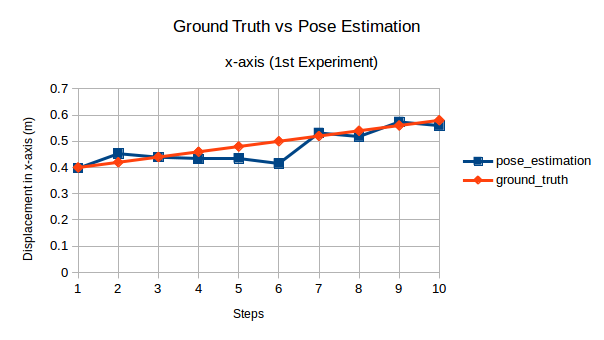 Ground Truth vs Pose Estimation
x-axis (1st Experiment)
Displacement in x-axis (m)
0.7
0.6
0.5
0.4
0.3
0.2
0.1
0
1 2 3 4 5 6 7 8 9 10
Steps
pose_estimation
ground_truth